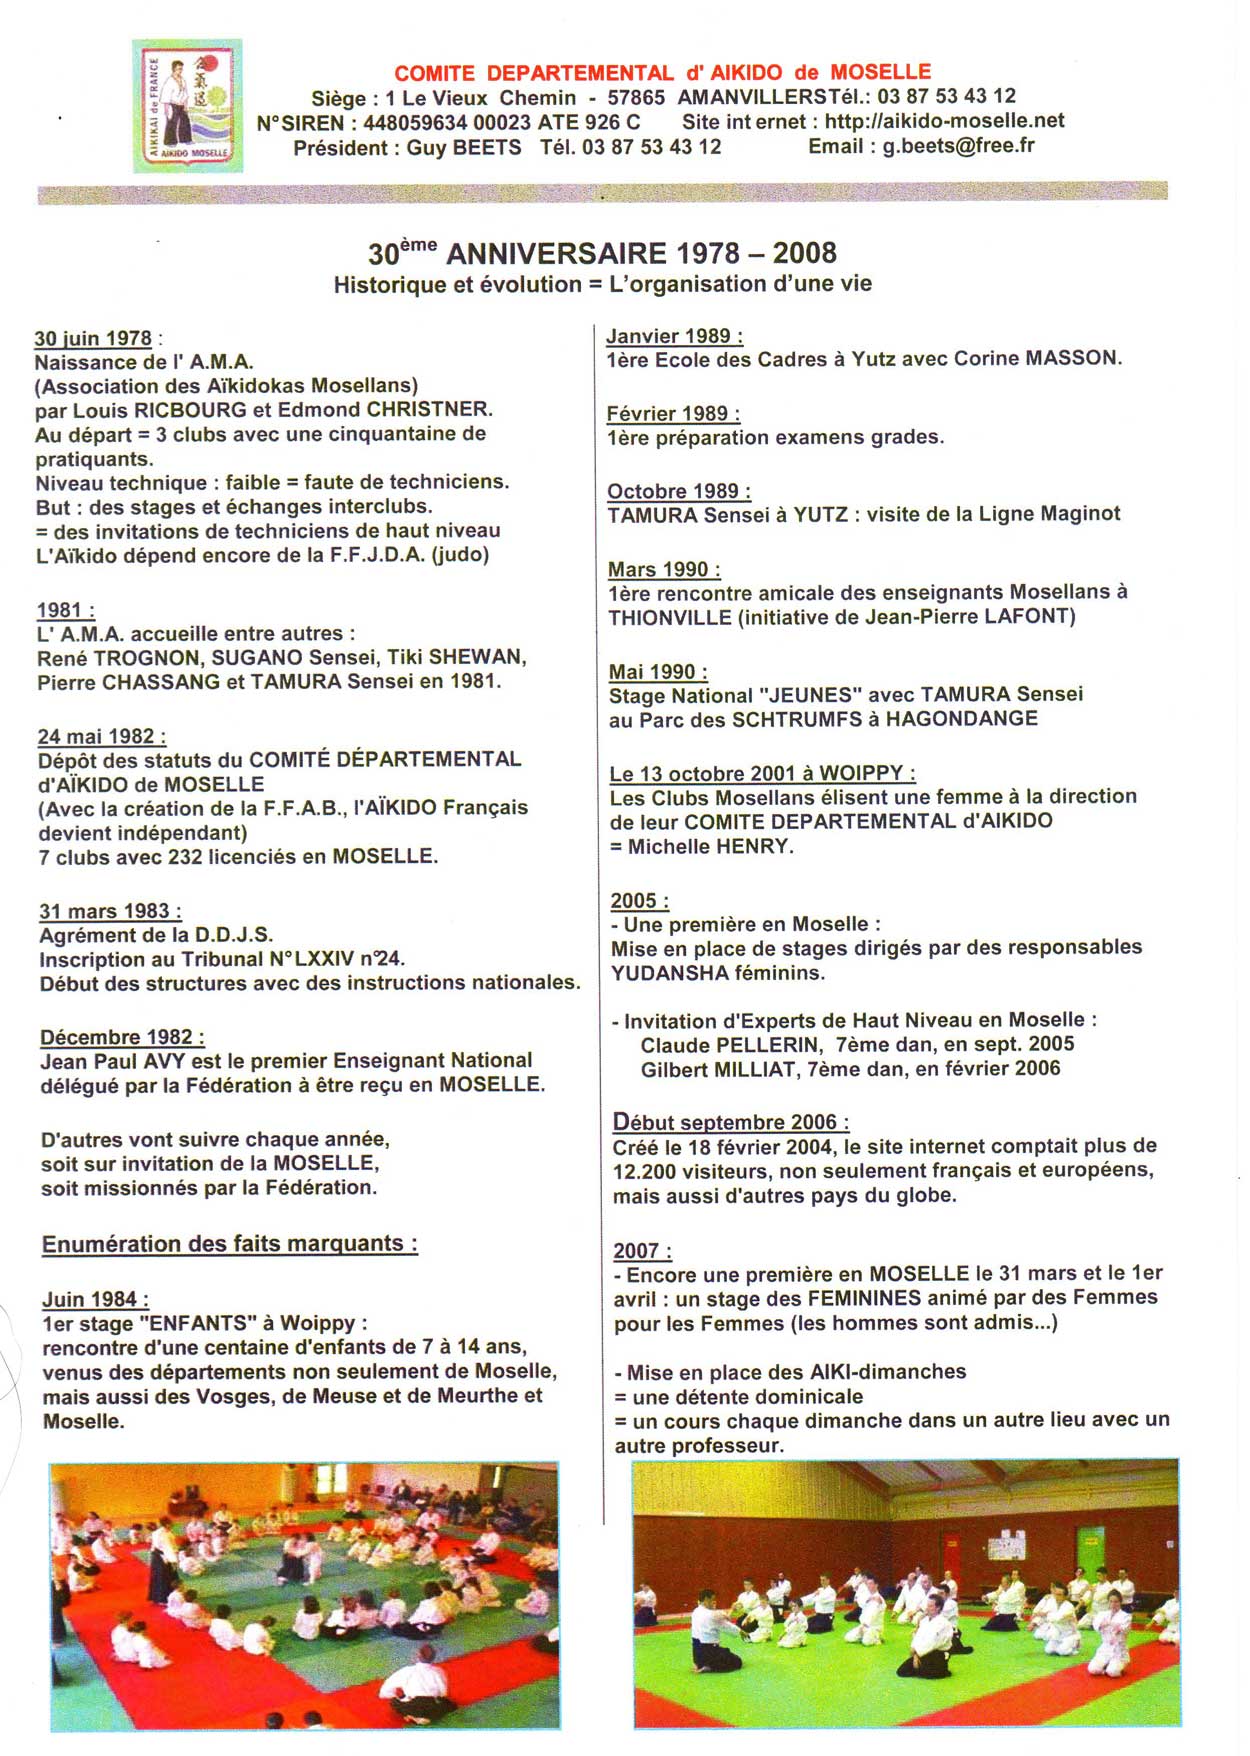 AIKIKAI de FRANCE
合氣道
AIKIDO MOSELLE
COMITE DEPARTEMENTAL d' AIKIDO de MOSELLE
Siège : 1 Le Vieux Chemin - 57865 AMANVILLERSTél.: 03 87 53 43 12
N°SIREN : 448059634 00023 ATE 926 C Site int ernet : http://aikido-moselle.net
Président : Guy BEETS Tél. 03 87 53 43 12 Email : g.beets@free.fr
30ème ANNIVERSAIRE 1978 – 2008
Historique et évolution = L'organisation d'une vie
30 juin 1978 :
Naissance de l' A.M.A.
(Association des Aïkidokas Mosellans)
par Louis RICBOURG et Edmond CHRISTNER.
Au départ = 3 clubs avec une cinquantaine de
pratiquants.
Niveau technique : faible = faute de techniciens.
But : des stages et échanges interclubs.
= des invitations de techniciens de haut niveau
L'Aïkido dépend encore de la F.F.J.D.A. (judo)
1981 :
L' A.M.A. accueille entre autres :
René TROGNON, SUGANO Sensei, Tiki SHEWAN,
Pierre CHASSANG et TAMURA Sensei en 1981.
24 mai 1982 :
Dépôt des statuts du COMITÉ DÉPARTEMENTAL
d'AÏKIDO de MOSELLE
(Avec la création de la F.F.A.B., l'AÏKIDO Français
devient indépendant)
7 clubs avec 232 licenciés en MOSELLE.
31 mars 1983 :
Agrément de la D.D.J.S.
Inscription au Tribunal N°LXXIV n°24.
Début des structures avec des instructions nationales.
Décembre 1982 :
Jean Paul AVY est le premier Enseignant National
délégué par la Fédération à être reçu en MOSELLE.
D'autres vont suivre chaque année,
soit sur invitation de la MOSELLE,
soit missionnés par la Fédération.
Enumération des faits marquants :
Juin 1984 :
1er stage "ENFANTS" à Woippy :
rencontre d'une centaine d'enfants de 7 à 14 ans,
venus des départements non seulement de Moselle,
mais aussi des Vosges, de Meuse et de Meurthe et
Moselle.
Janvier 1989 :
1ère Ecole des Cadres à Yutz avec Corine MASSON.
Février 1989 :
1ère préparation examens grades.
Octobre 1989 :
TAMURA Sensei à YUTZ : visite de la Ligne Maginot
Mars 1990 :
1ère rencontre amicale des enseignants Mosellans à
THIONVILLE (initiative de Jean-Pierre LAFONT)
Mai 1990 :
Stage National "JEUNES" avec TAMURA Sensei
au Parc des SCHTRUMFS à HAGONDANGE
Le 13 octobre 2001 à WOIPPY :
Les Clubs Mosellans élisent une femme à la direction
de leur COMITE DEPARTEMENTAL d'AIKIDO
= Michelle HENRY.
2005 :
- Une première en Moselle :
Mise en place de stages dirigés par des responsables
YUDANSHA féminins.
- Invitation d'Experts de Haut Niveau en Moselle :
Claude PELLERIN, 7ème dan, en sept. 2005
Gilbert MILLIAT, 7ème dan, en février 2006
Début septembre 2006 :
Créé le 18 février 2004, le site internet comptait plus de
12.200 visiteurs, non seulement français et européens,
mais aussi d'autres pays du globe.
2007 :
- Encore une première en MOSELLE le 31 mars et le 1er
avril : un stage des FEMININES animé par des Femmes
pour les Femmes (les hommes sont admis...)
- Mise en place des AIKI-dimanches
= une détente dominicale
= un cours chaque dimanche dans un autre lieu avec un
autre professeur.